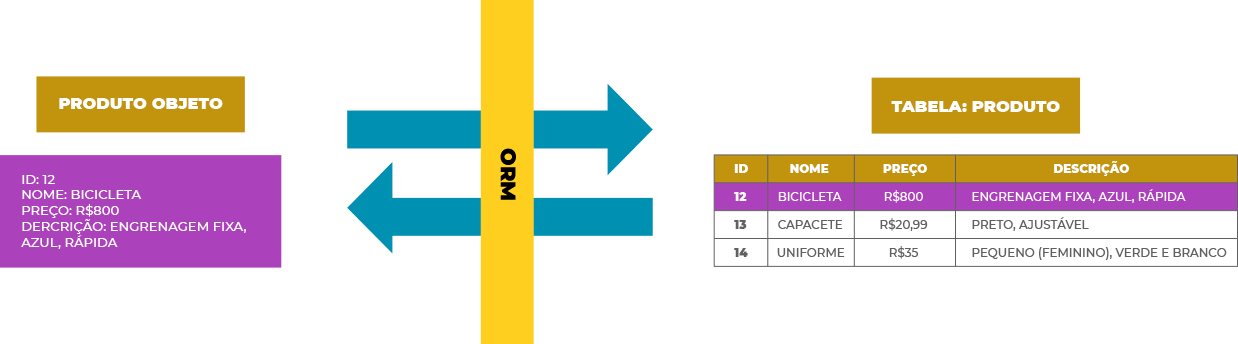 PRODUTO OBJETO
ID: 12
NOME: BICICLETA
PREÇO: R$800
DERCRIÇÃO: ENGRENAGEM FIXA,
AZUL, RÁPIDA
ORM
TABELA: PRODUTO
ID NOME PREÇO DESCRIÇÃO
12 BICICLETA R$800 ENGRENAGEM FIXA, AZUL, RÁPIDA
13 CAPACETE R$20,99 PRETO, AJUSTÁVEL
14 UNIFORME R$35 PEQUENO (FEMININO), VERDE E BRANCO